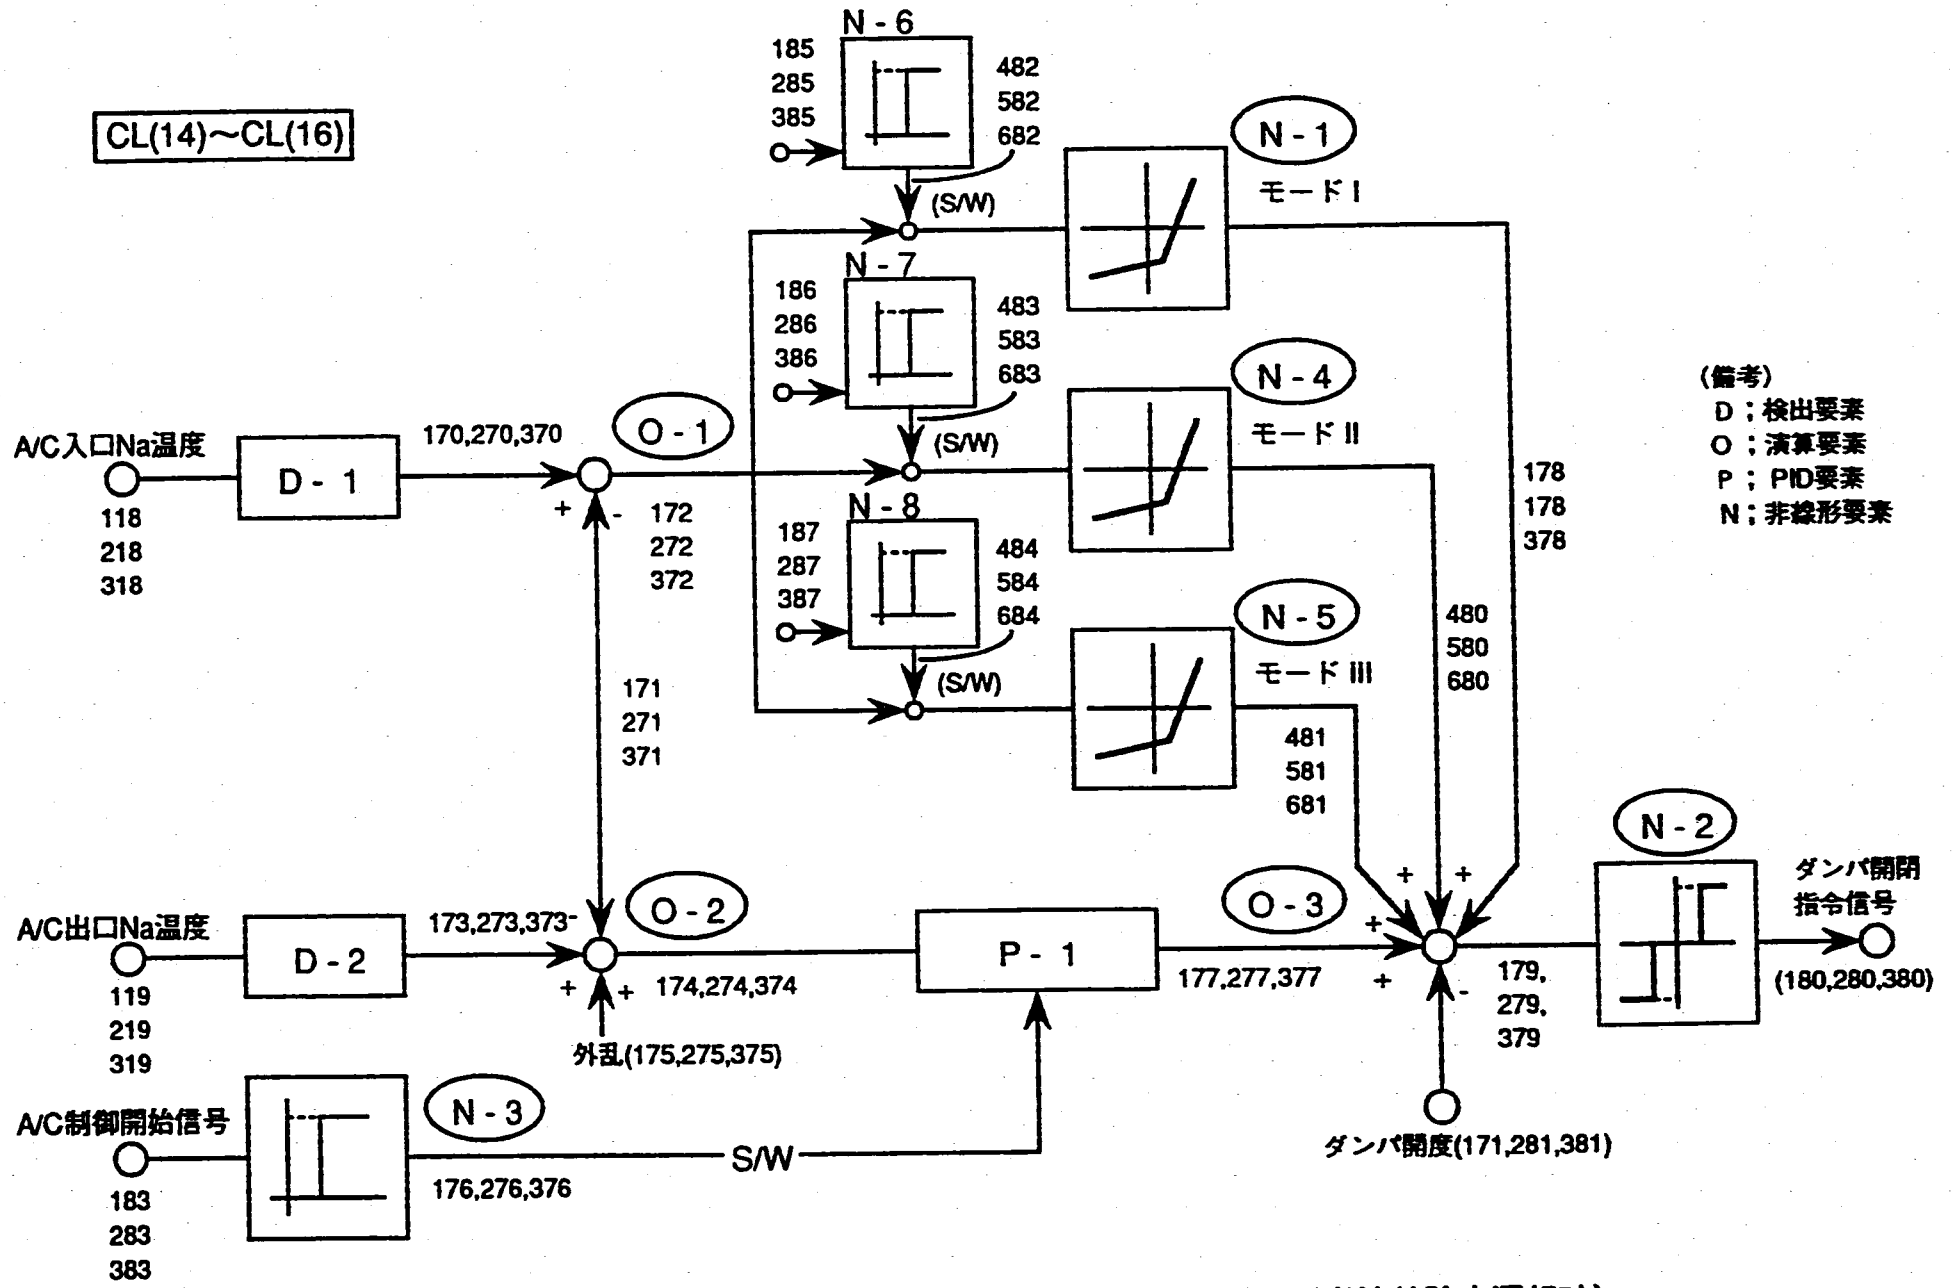 N - 6
185
285
385
482
582
682
(S/W)
CL(14)～CL(16)
N - 1
モード I
N - 7
186
286
386
483
583
683
(S/W)
N - 4
モード II
N - 8
187
287
387
484
584
684
(S/W)
N - 5
モード III
(備考)
D ; 検出要素
O ; 演算要素
P ; PID要素
N ; 非線形要素
A/C入口Na温度
118
218
318
D - 1
170,270,370
O - 1
+
-
172
272
372
171
271
371
178
178
378
480
580
680
481
581
681
A/C出口Na温度
119
219
319
D - 2
173,273,373
-
+
+
O - 2
174,274,374
外乱(175,275,375)
P - 1
177,277,377
O - 3
+
+
+
+
-
179,
279,
379
N - 2
ダンパ開閉
指令信号
(180,280,380)
ダンパ開度(171,281,381)
A/C制御開始信号
183
283
383
N - 3
176,276,376
S/W